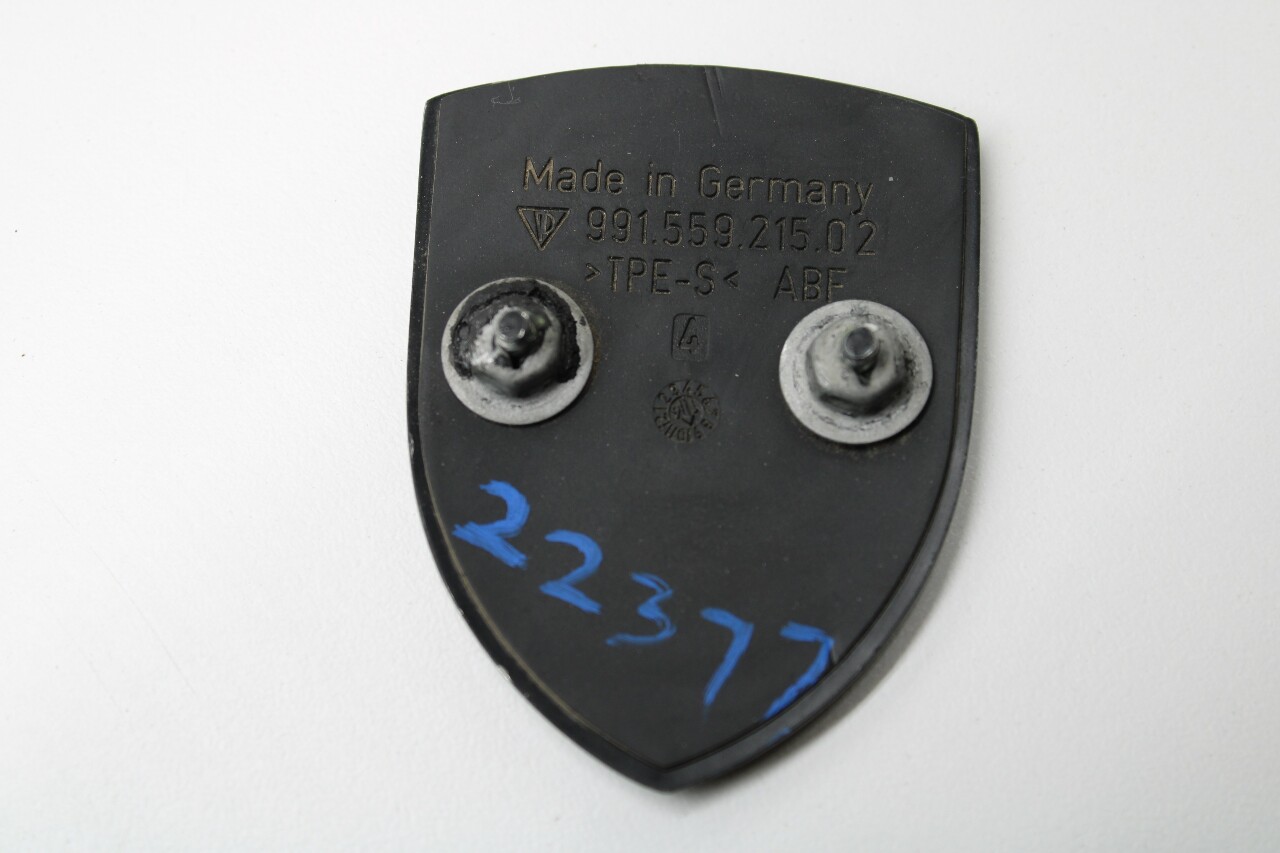 Made in Germany
991.559.215.02
>TPE-S< ABF
4
22377